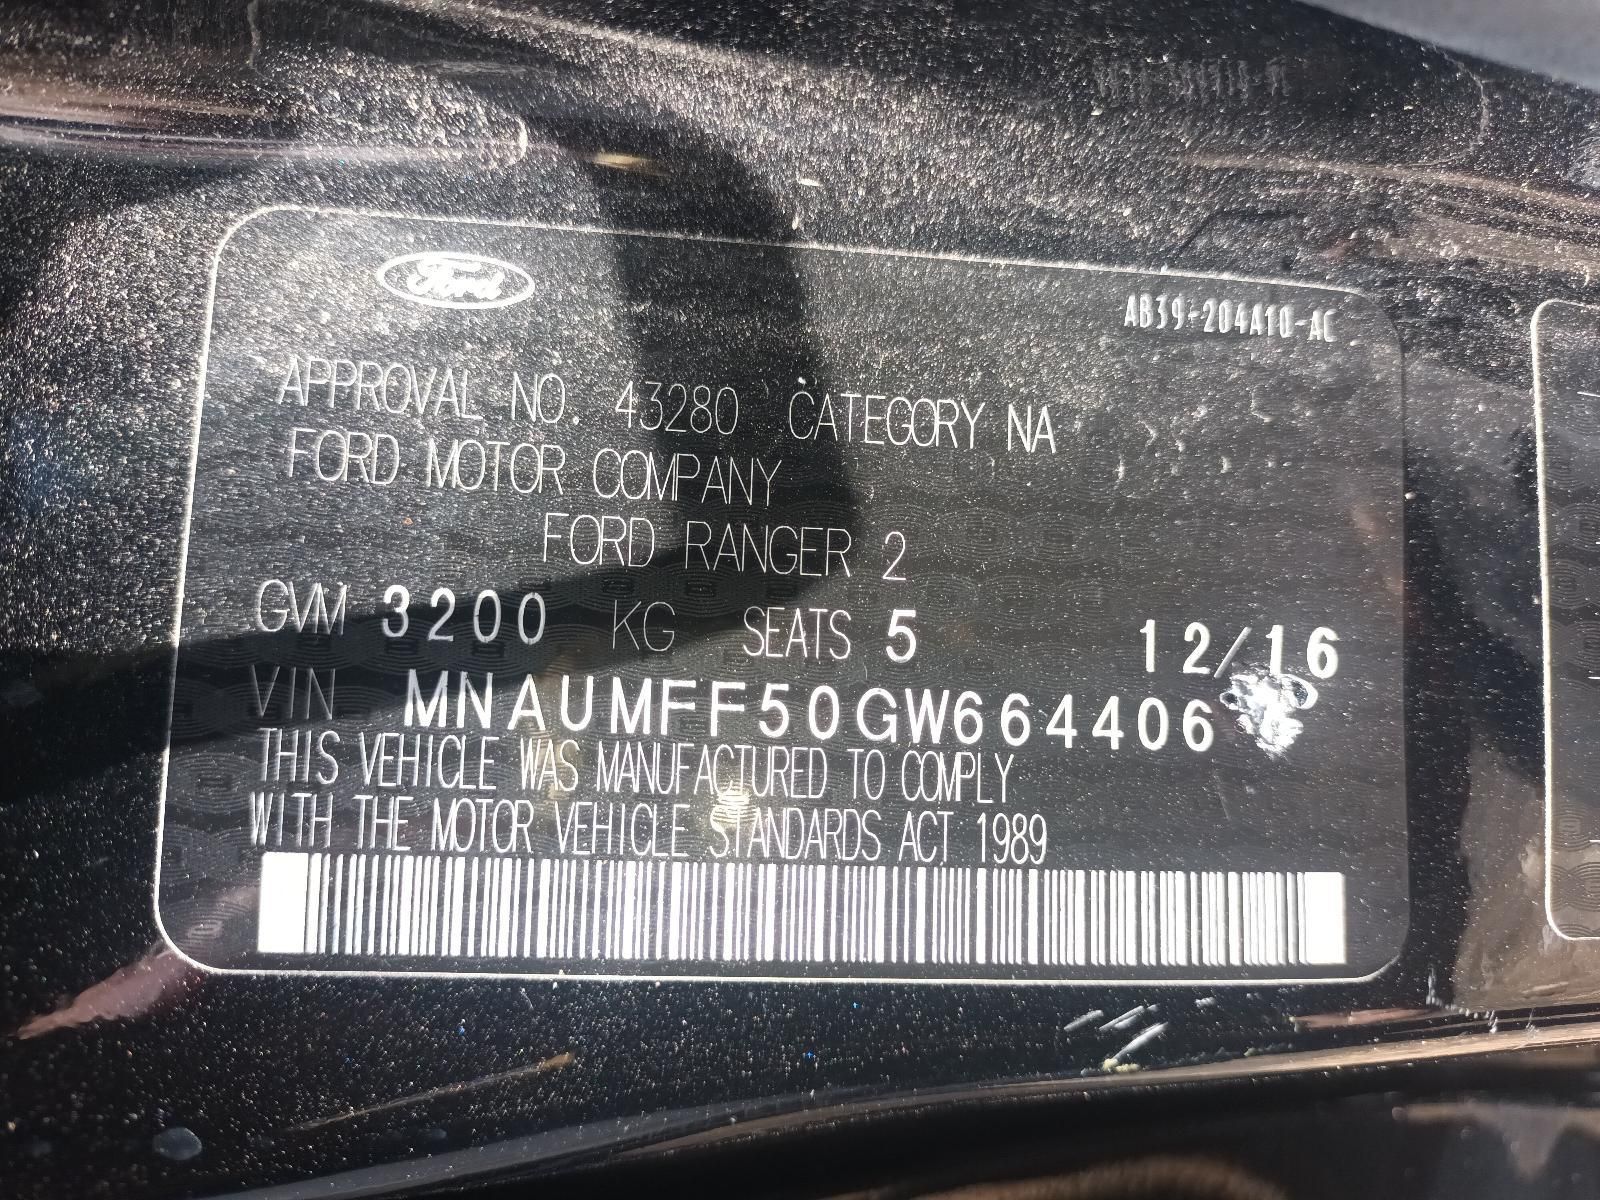 Ford
AB39-204A10-AC
APPROVAL NO. 43280 CATEGORY NA
FORD MOTOR COMPANY
FORD RANGER 2
GVM 3200 KG SEATS 5 12/16
VIN MNAUMFF50GW664406
THIS VEHICLE WAS MANUFACTURED TO COMPLY
WITH THE MOTOR VEHICLE STANDARDS ACT 1989